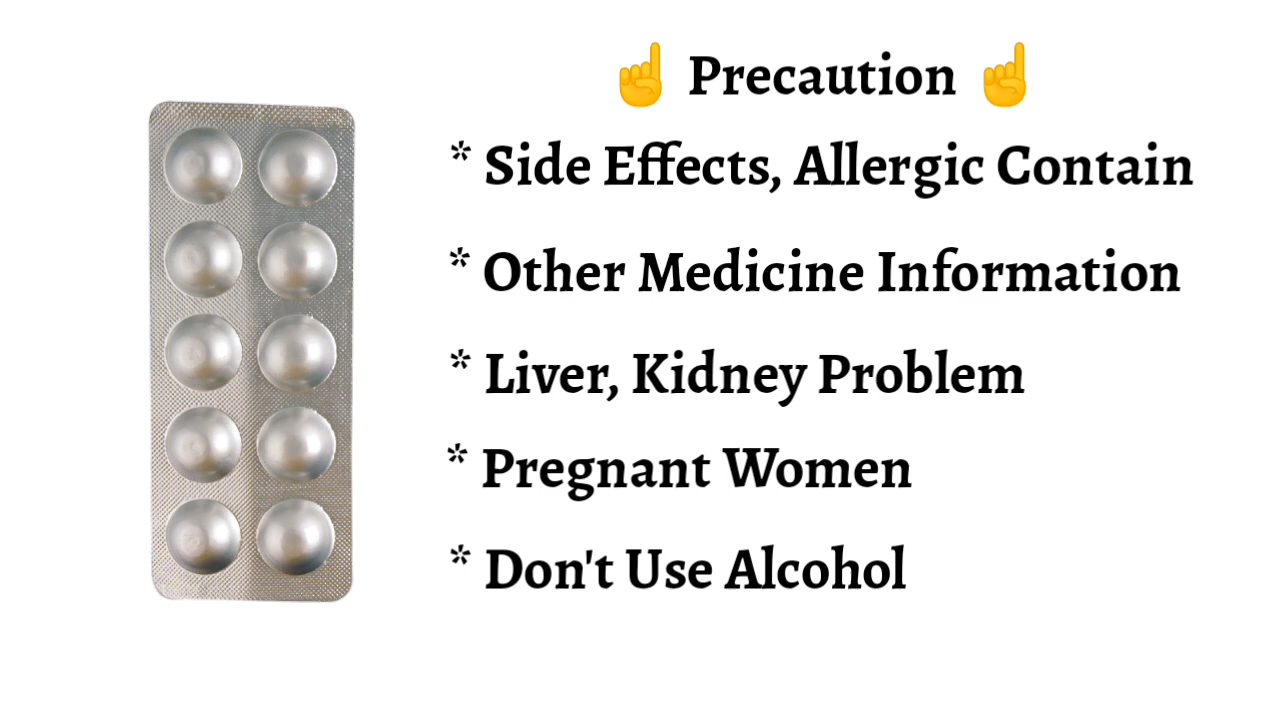 ☝ Precaution ☝
* Side Effects, Allergic Contain
* Other Medicine Information
* Liver, Kidney Problem
* Pregnant Women
* Don't Use Alcohol